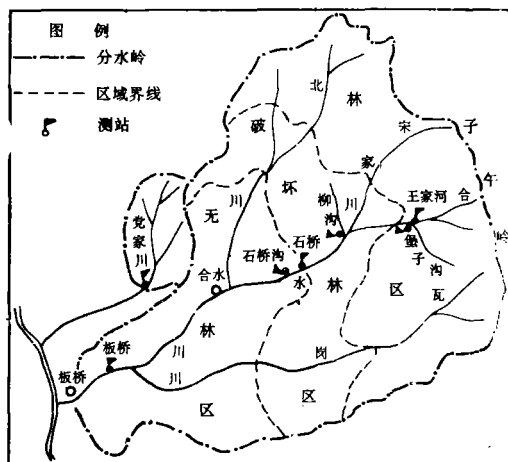 图 例
分水岭
区域界线
测站
北川
林区
破坏林区
无林区
宋家川
子午岭
王家河
合水川
柳沟
堡子沟
石桥
石桥沟
党家川
合水
瓦岗川
板桥
板桥